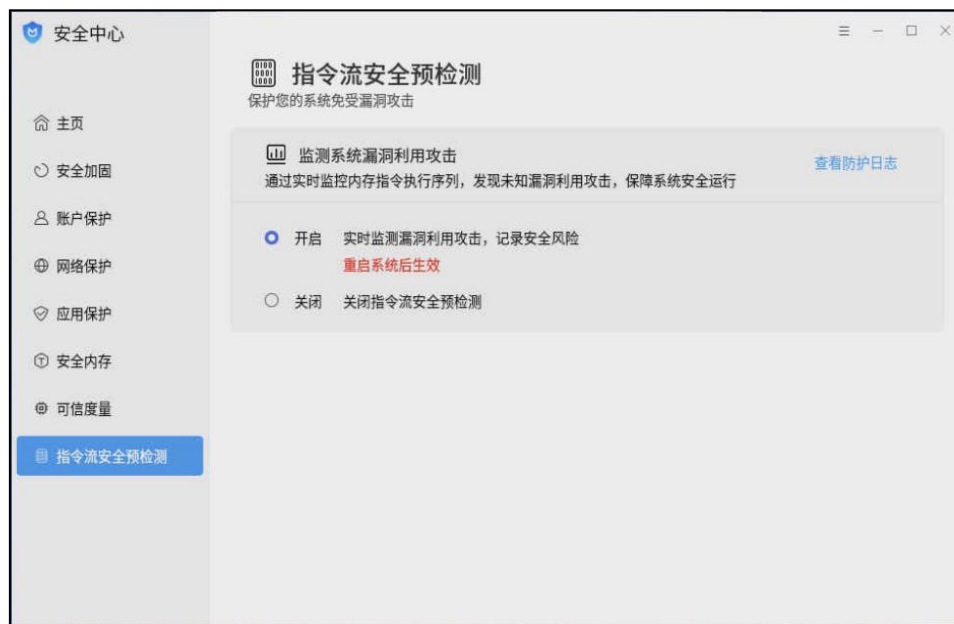 安全中心
主页
安全加固
账户保护
网络保护
应用保护
安全内存
可信度量
指令流安全预检测
指令流安全预检测
保护您的系统免受漏洞攻击
监测系统漏洞利用攻击
通过实时监控内存指令执行序列，发现未知漏洞利用攻击，保障系统安全运行
查看防护日志
开启 实时监测漏洞利用攻击，记录安全风险
重启系统后生效
关闭 关闭指令流安全预检测